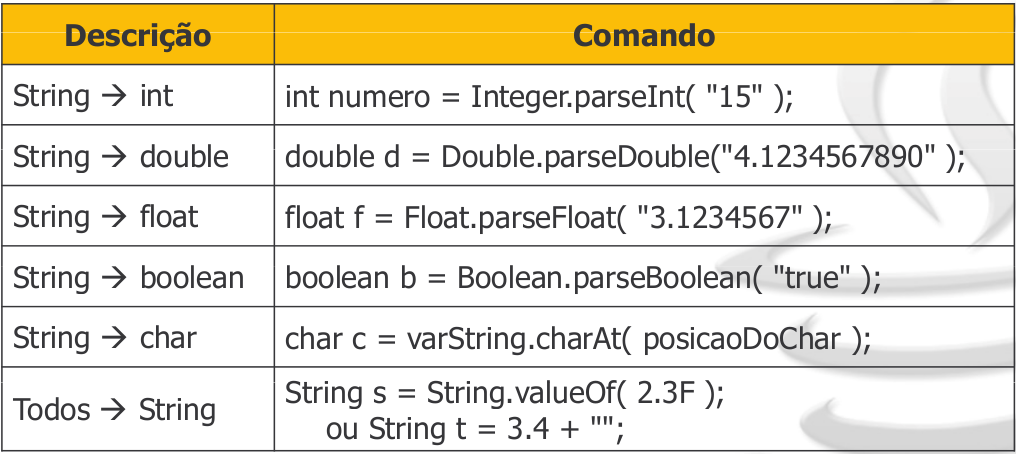 Descrição Comando
String → int int numero = Integer.parseInt( "15" );
String → double double d = Double.parseDouble("4.1234567890" );
String → float float f = Float.parseFloat( "3.1234567" );
String → boolean boolean b = Boolean.parseBoolean( "true" );
String → char char c = varString.charAt( posicaoDoChar );
Todos → String String s = String.valueOf( 2.3F );
ou String t = 3.4 + "";